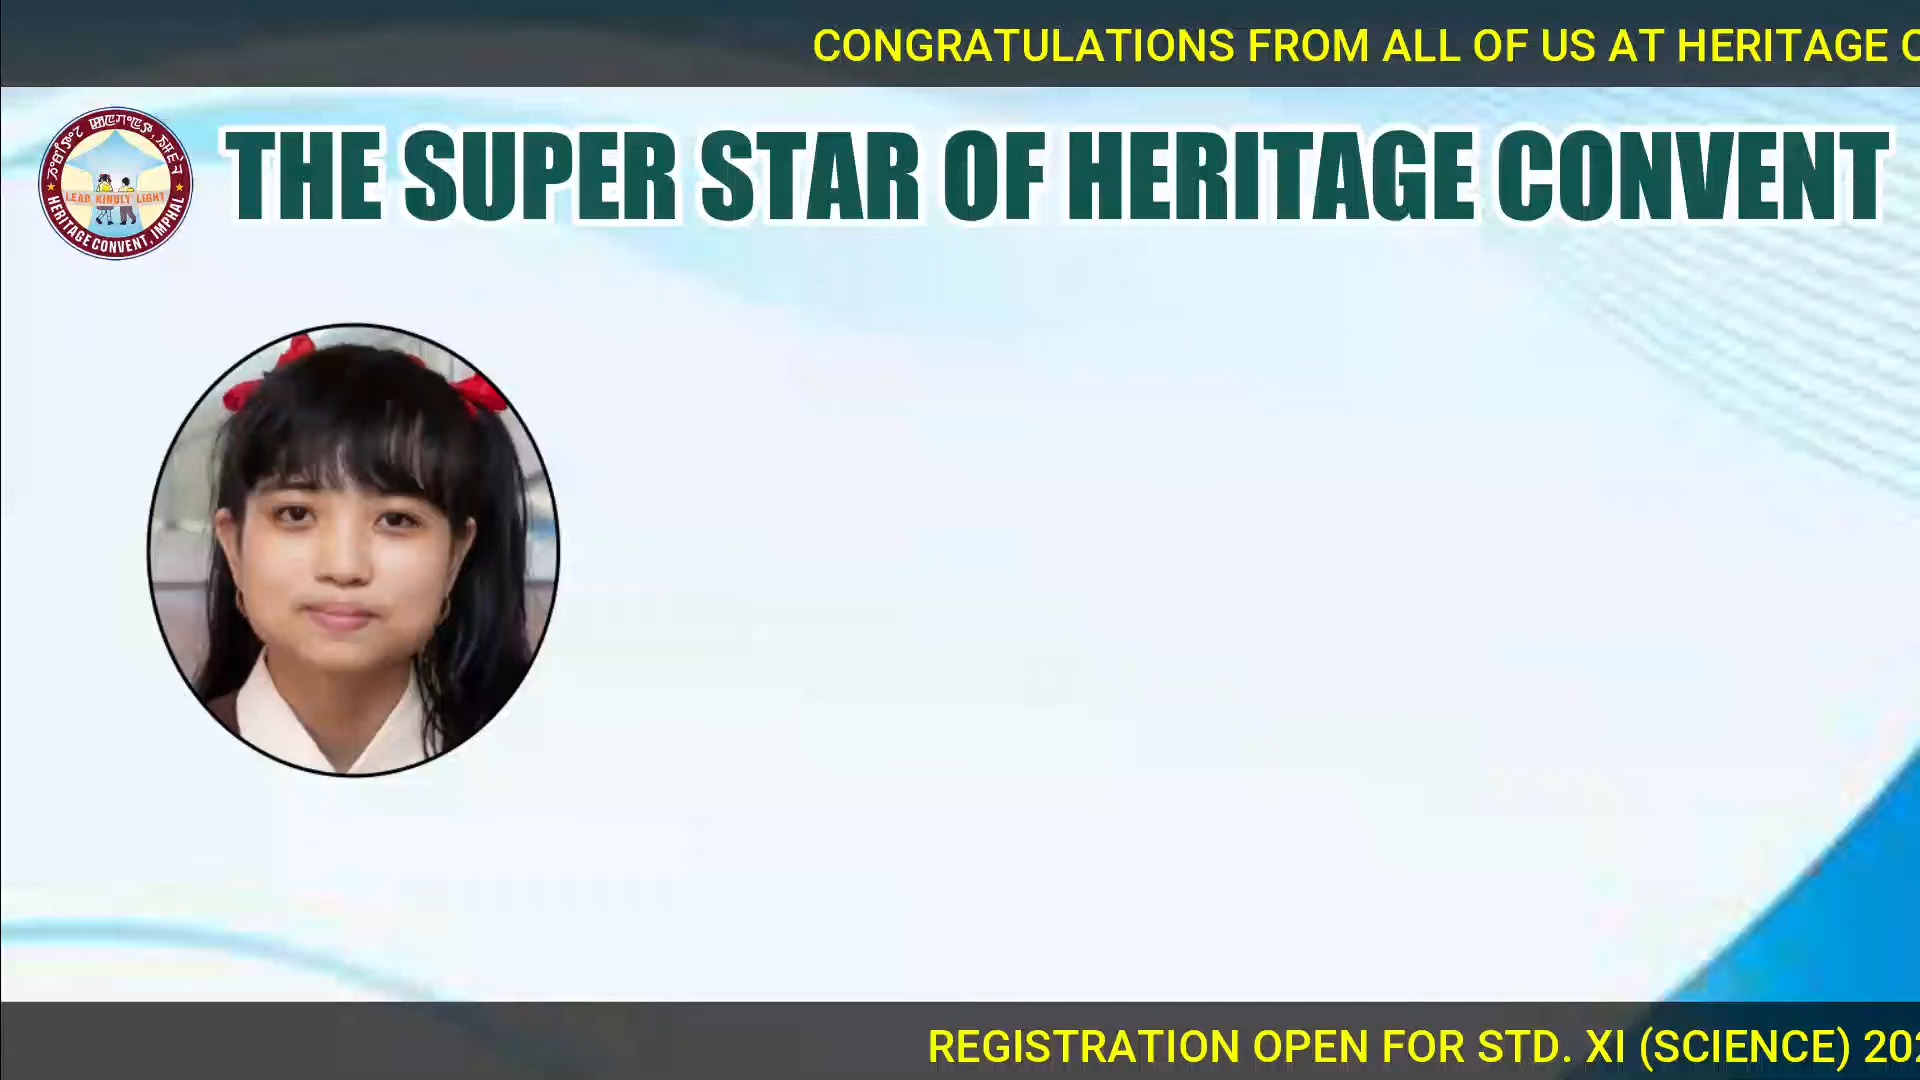 CONGRATULATIONS FROM ALL OF US AT HERITAGE
THE SUPER STAR OF HERITAGE CONVENT
LEAD KINDLY LIGHT
HERITAGE CONVENT, IMPHAL
REGISTRATION OPEN FOR STD. XI (SCIENCE)